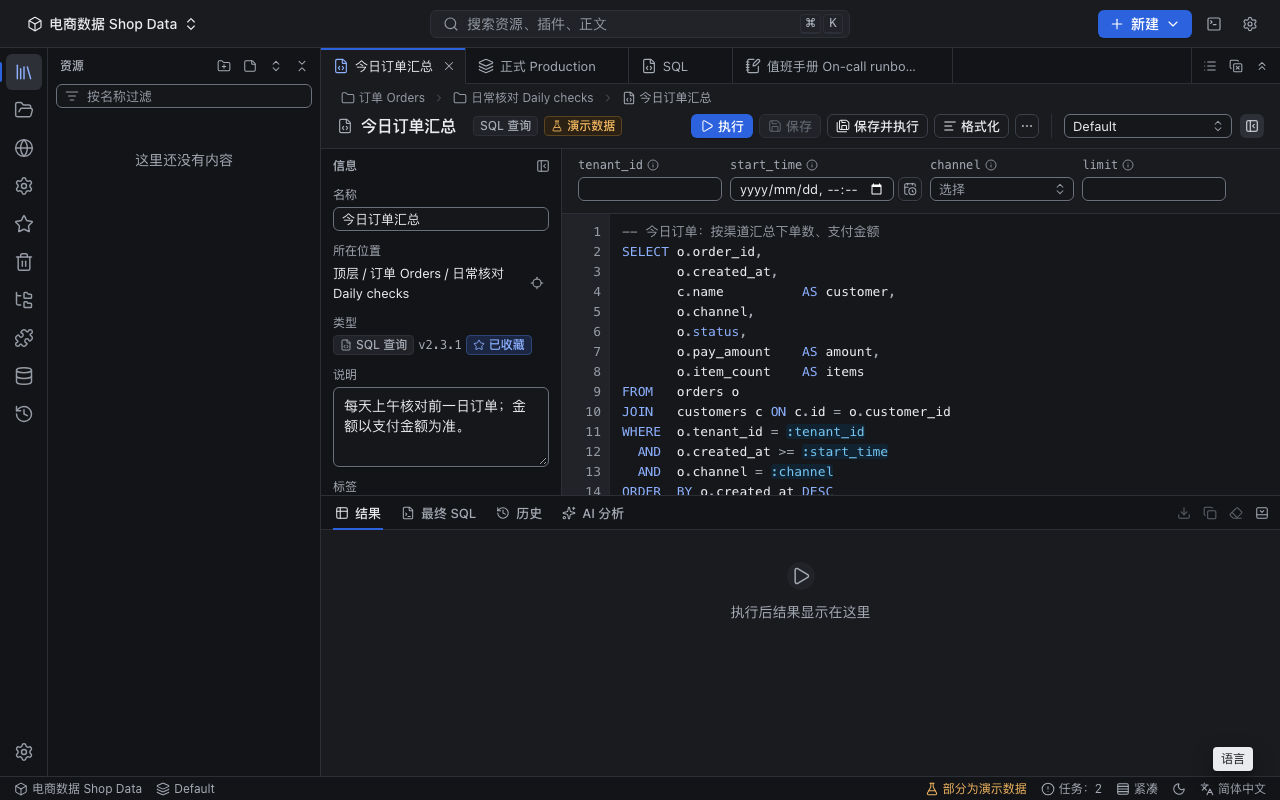 电商数据 Shop Data
搜索资源、插件、正文
⌘ K
新建
资源
今日订单汇总
正式 Production
SQL
值班手册 On-call runbo...
按名称过滤
这里还没有内容
订单 Orders
日常核对 Daily checks
今日订单汇总
今日订单汇总
SQL 查询
演示数据
执行
保存
保存并执行
格式化
Default
信息
名称
今日订单汇总
所在位置
顶层 / 订单 Orders / 日常核对
Daily checks
类型
SQL 查询 v2.3.1 已收藏
说明
每天上午核对前一日订单；金
额以支付金额为准。
标签
tenant_id start_time channel limit
yyyy/mm/dd, --:--
选择
1 -- 今日订单：按渠道汇总下单数、支付金额
2 SELECT o.order_id,
3 o.created_at,
4 c.name AS customer,
5 o.channel,
6 o.status,
7 o.pay_amount AS amount,
8 o.item_count AS items
9 FROM orders o
10 JOIN customers c ON c.id = o.customer_id
11 WHERE o.tenant_id = :tenant_id
12 AND o.created_at >= :start_time
13 AND o.channel = :channel
14 ORDER BY o.created_at DESC
结果
最终 SQL
历史
AI 分析
执行后结果显示在这里
语言
电商数据 Shop Data
Default
部分为演示数据
任务：2
紧凑
简体中文